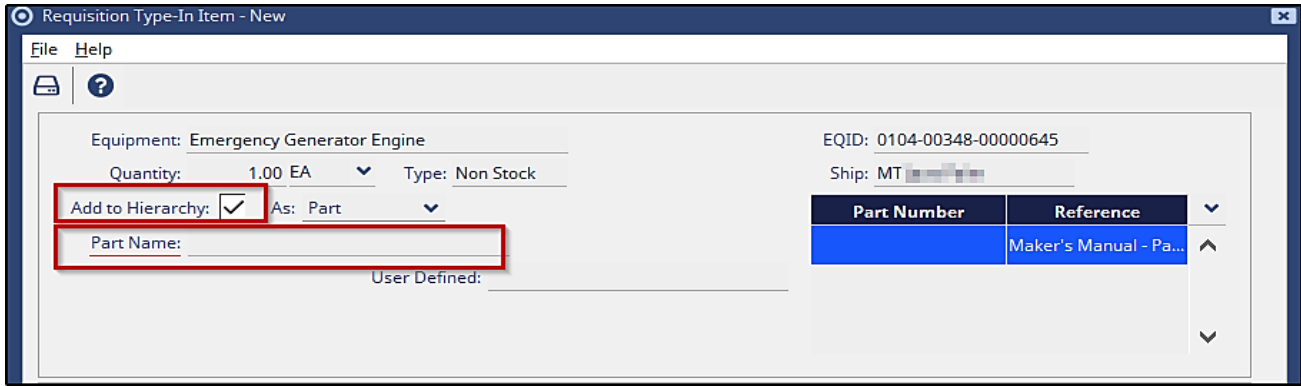 Requisition Type-In Item - New
File Help
Equipment: Emergency Generator Engine
EQID: 0104-00348-00000645
Quantity: 1.00 EA Type: Non Stock
Ship: MT
Add to Hierarchy: As: Part
Part Number Reference
Part Name:
Maker's Manual - Pa...
User Defined: